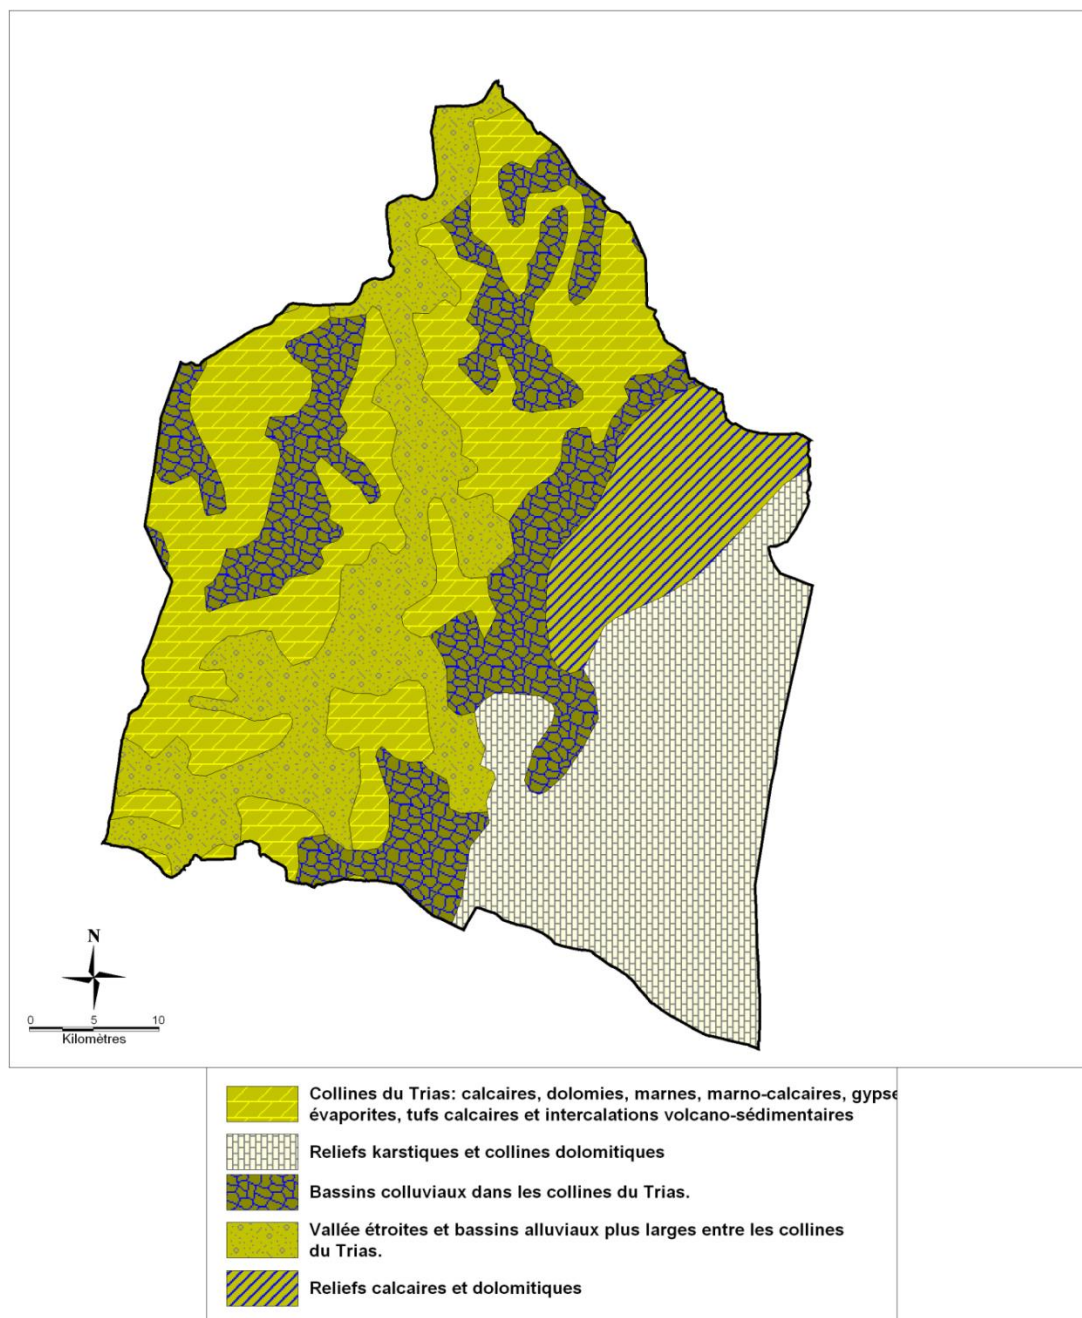 N
0 5 10
Kilomètres
Collines du Trias: calcaires, dolomies, marnes, marno-calcaires, gypse
évaporites, tufs calcaires et intercalations volcano-sédimentaires
Reliefs karstiques et collines dolomitiques
Bassins colluviaux dans les collines du Trias.
Vallée étroites et bassins alluviaux plus larges entre les collines
du Trias.
Reliefs calcaires et dolomitiques